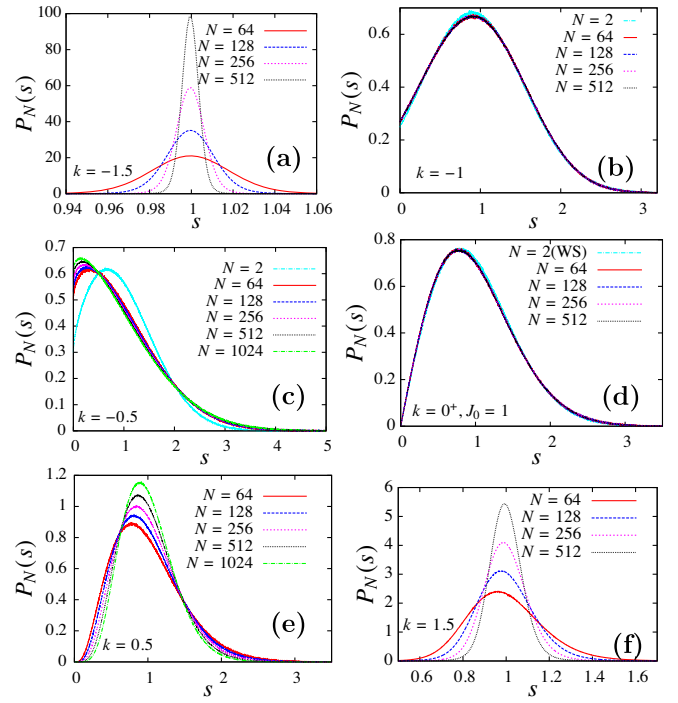 100
80
60
40
20
0
0.94
0.96
0.98
1
1.02
1.04
1.06
P_N(s)
s
N = 64
N = 128
N = 256
N = 512
k = −1.5
(a)
0.6
0.4
0.2
0
0
1
2
3
P_N(s)
s
N = 2
N = 64
N = 128
N = 256
N = 512
k = −1
(b)
0.7
0.6
0.5
0.4
0.3
0.2
0.1
0
0
1
2
3
4
5
P_N(s)
s
N = 2
N = 64
N = 128
N = 256
N = 512
N = 1024
k = −0.5
(c)
0.8
0.6
0.4
0.2
0
0
1
2
3
P_N(s)
s
N = 2(WS)
N = 64
N = 128
N = 256
N = 512
k = 0⁺, J₀ = 1
(d)
1.2
1
0.8
0.6
0.4
0.2
0
0
1
2
3
P_N(s)
s
N = 64
N = 128
N = 256
N = 512
N = 1024
k = 0.5
(e)
6
5
4
3
2
1
0
0.6
0.8
1
1.2
1.4
1.6
P_N(s)
s
N = 64
N = 128
N = 256
N = 512
k = 1.5
(f)